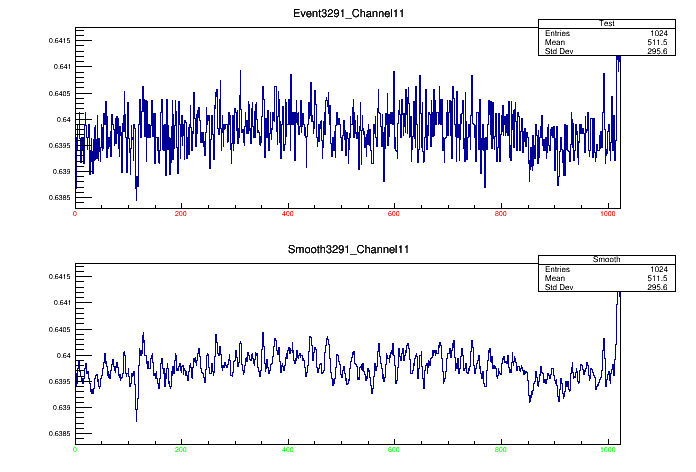 Event3291_Channel11
Test
Entries 1024
Mean 511.5
Std Dev 295.6
0.6415
0.641
0.6405
0.64
0.6395
0.639
0.6385
0 200 400 600 800 1000
Smooth3291_Channel11
Smooth
Entries 1024
Mean 511.5
Std Dev 295.6
0.6415
0.641
0.6405
0.64
0.6395
0.639
0.6385
0 200 400 600 800 1000